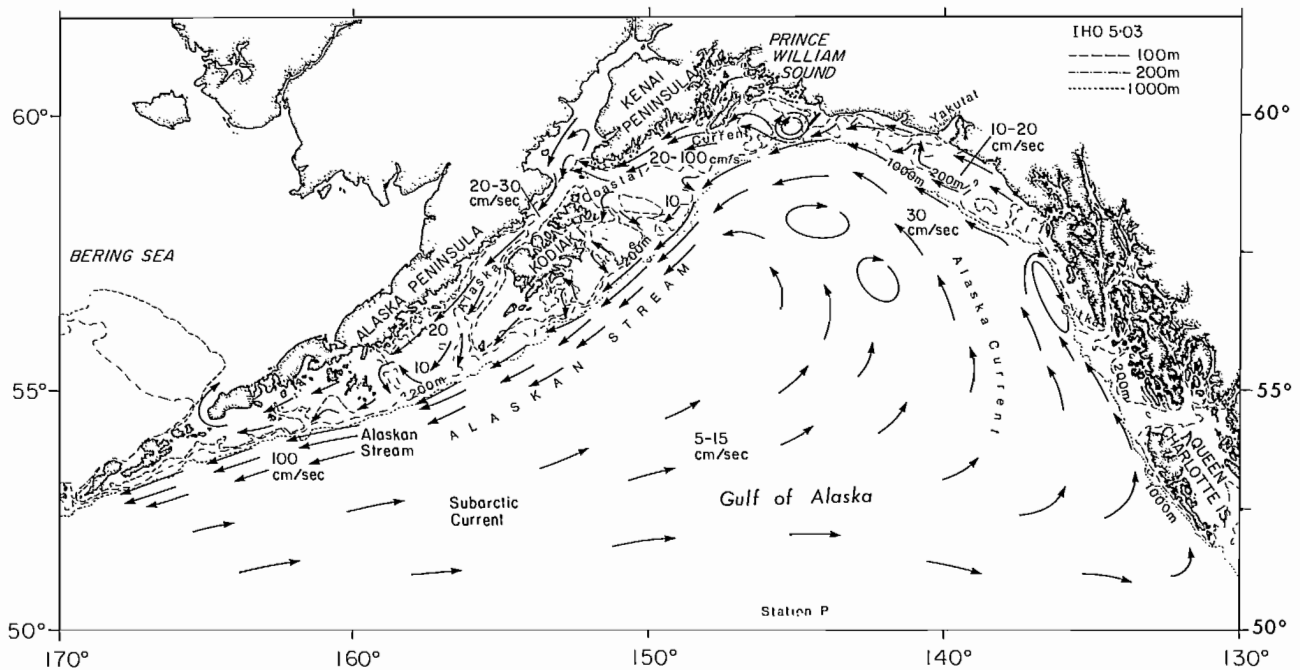 PRINCE
WILLIAM
SOUND
IHO 5·03
100m
200m
1000m
60°
60°
KENAI
PENINSULA
Yakutat
10-20
cm/sec
Current
20-100cm/s
Coastal
1000m
200m
20-30
cm/sec
10
30
cm/sec
BERING SEA
KODIAK
200m
Alaska Current
ALASKA PENINSULA
Alaska
Sitka
20
10
200m
ALASKAN STREAM
55°
55°
200m
Alaskan
Stream
100
cm/sec
5-15
cm/sec
QUEEN
CHARLOTTE IS
1000m
Subarctic
Current
Gulf of Alaska
Station P
50°
50°
170°
160°
150°
140°
130°